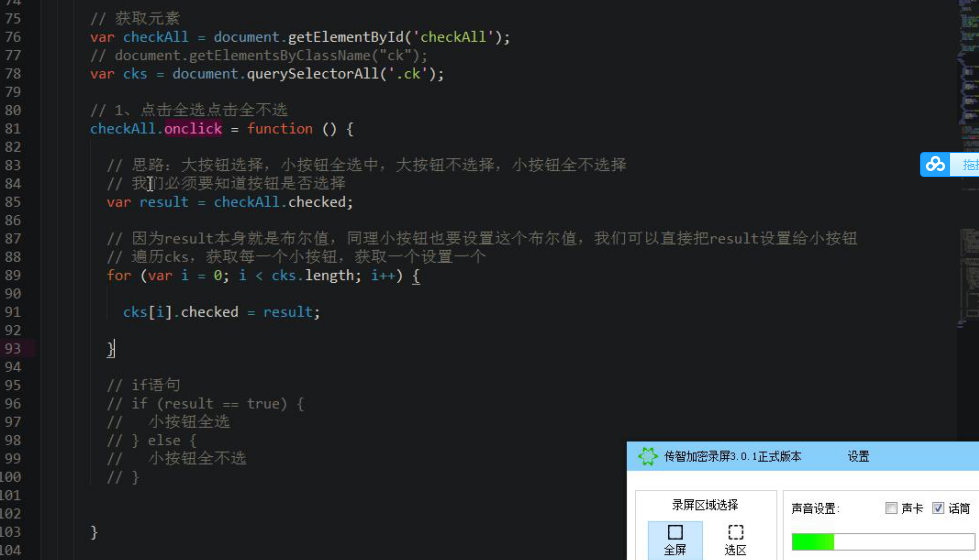 74
75 // 获取元素
76 var checkAll = document.getElementById('checkAll');
77 // document.getElementsByClassName("ck");
78 var cks = document.querySelectorAll('.ck');
79
80 // 1、点击全选点击全不选
81 checkAll.onclick = function () {
82
83 // 思路：大按钮选择，小按钮全选中，大按钮不选择，小按钮全不选择
84 // 我们必须要知道按钮是否选择
85 var result = checkAll.checked;
86
87 // 因为result本身就是布尔值，同理小按钮也要设置这个布尔值，我们可以直接把result设置给小按钮
88 // 遍历cks，获取每一个小按钮，获取一个设置一个
89 for (var i = 0; i < cks.length; i++) {
90
91 cks[i].checked = result;
92
93 }
94
95 // if语句
96 // if (result == true) {
97 // 小按钮全选
98 // } else {
99 // 小按钮全不选
100 // }
101
102
103 }
104
拖拽
传智加密录屏3.0.1正式版本 设置
录屏区域选择
全屏 选区
声音设置: 声卡 话筒